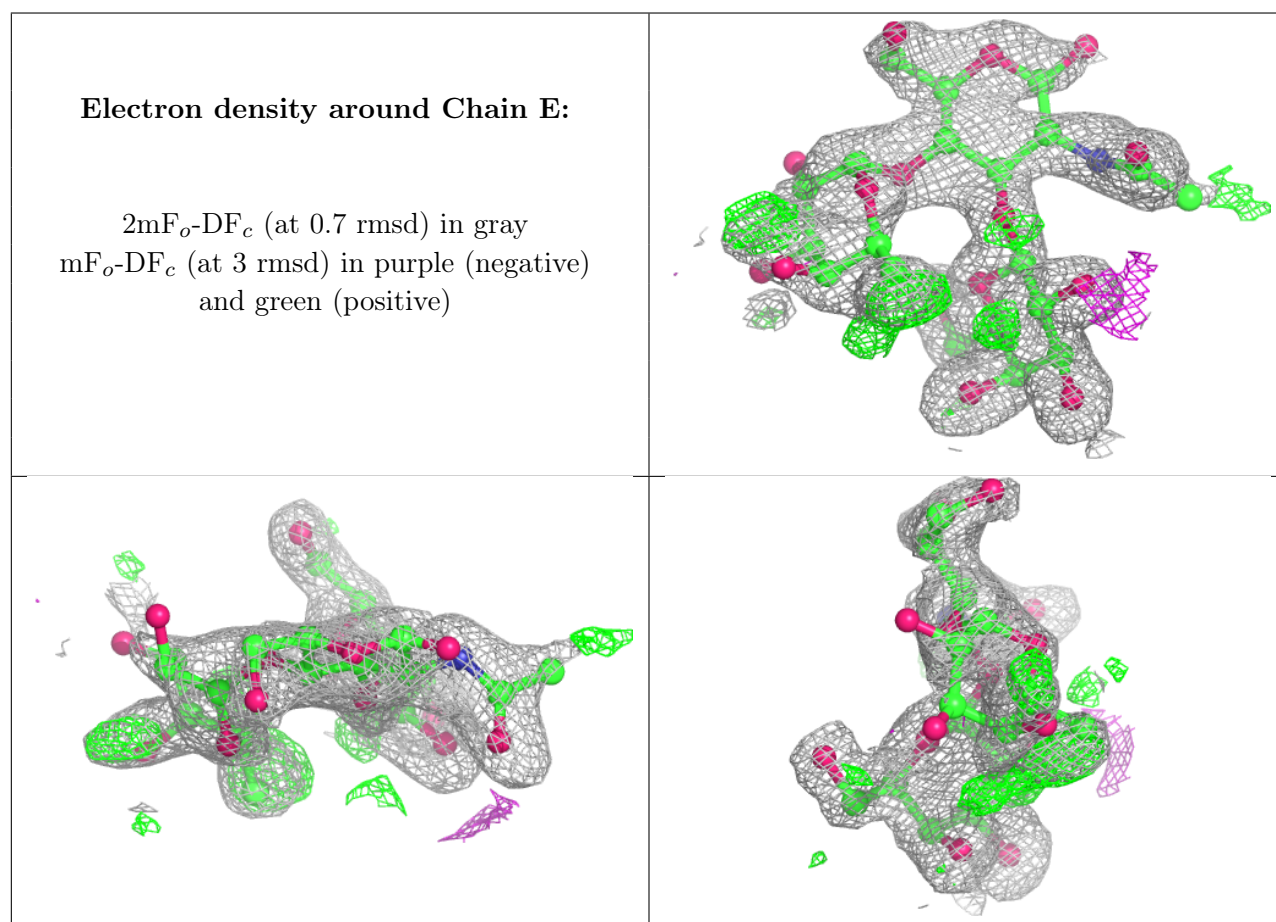 Electron density around Chain E:
2mFo-DFc (at 0.7 rmsd) in gray
mFo-DFc (at 3 rmsd) in purple (negative)
and green (positive)